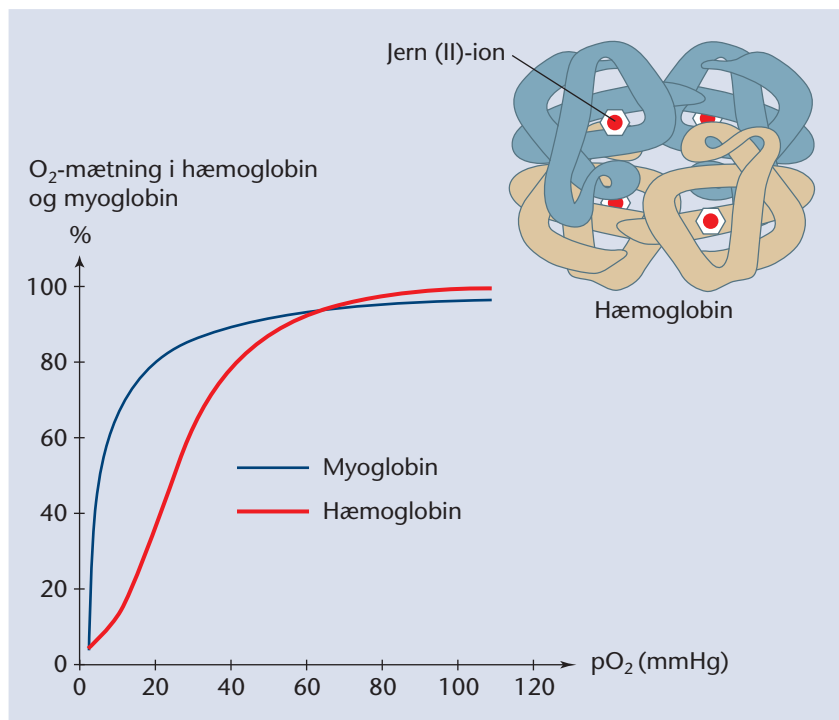 Jern (II)-ion
O₂-mætning i hæmoglobin
og myoglobin
%
Hæmoglobin
100
80
60
40
20
0
Myoglobin
Hæmoglobin
0 20 40 60 80 100 120
pO₂ (mmHg)